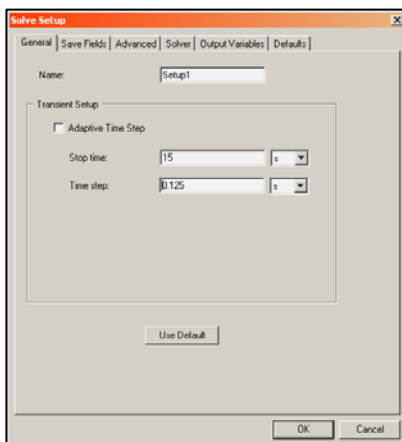 Solve Setup
General Save Fields Advanced Solver Output Variables Defaults
Name: Setup1
Transient Setup
Adaptive Time Step
Stop time: 15 s
Time step: 0.125 s
Use Default
OK Cancel